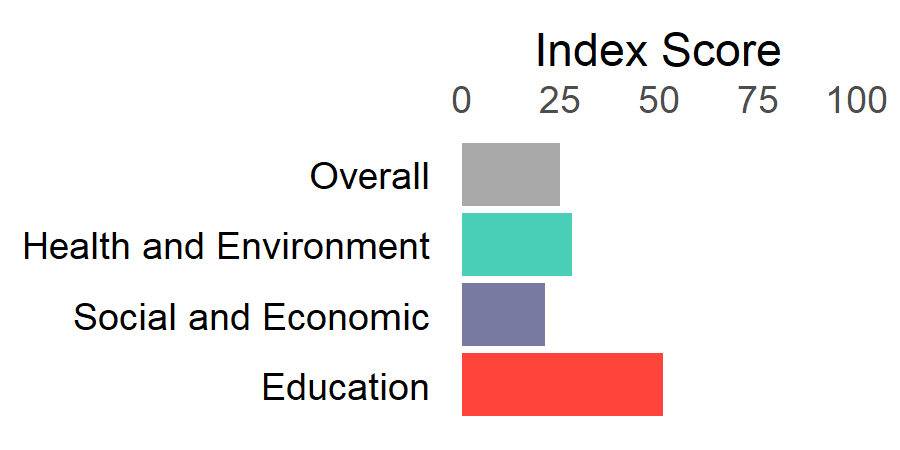 Index Score
0 25 50 75 100
Overall
Health and Environment
Social and Economic
Education